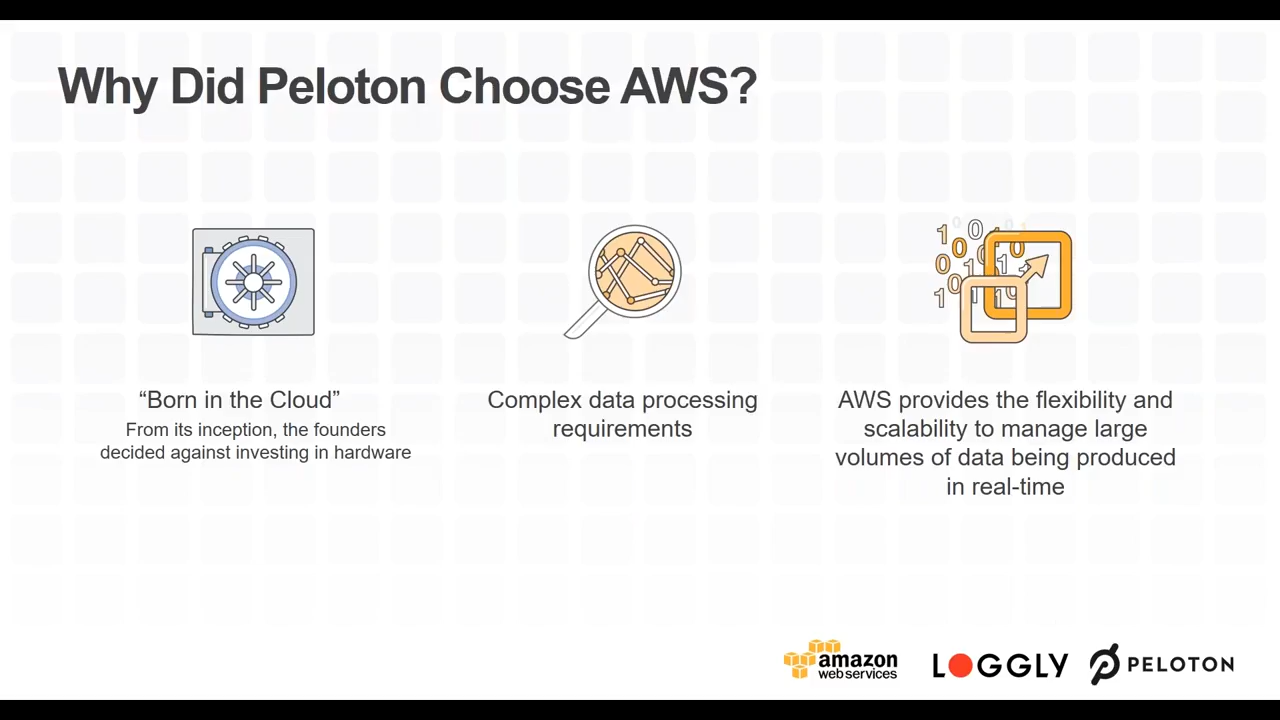 Why Did Peloton Choose AWS?
“Born in the Cloud”
From its inception, the founders
decided against investing in hardware
Complex data processing
requirements
AWS provides the flexibility and
scalability to manage large
volumes of data being produced
in real-time
amazon
web services
LOGGLY
PELOTON